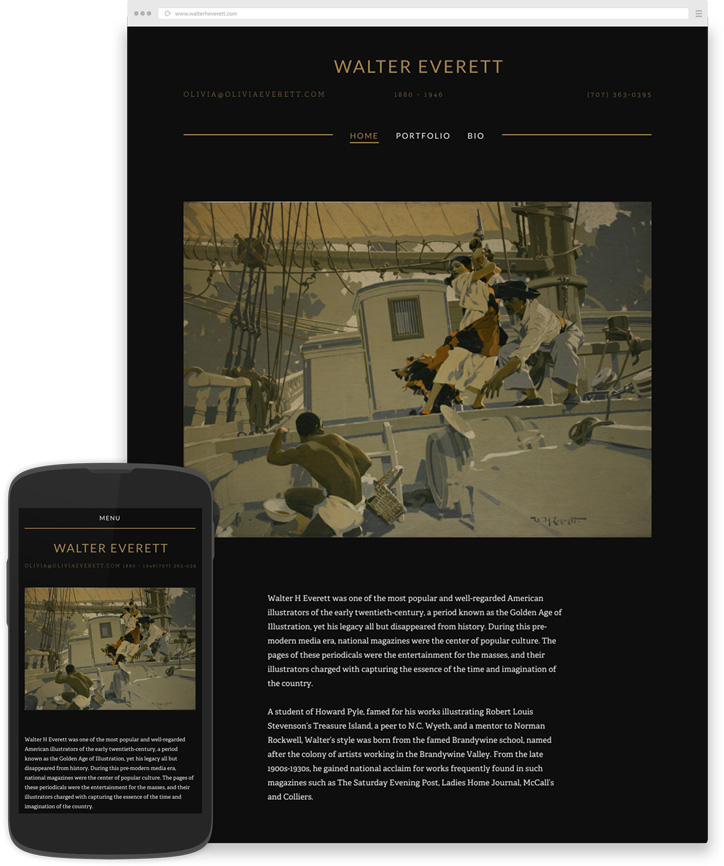 www.walterheverett.com
WALTER EVERETT
OLIVIA@OLIVIAEVERETT.COM
1880 - 1946
(707) 363-0395
HOME PORTFOLIO BIO
Walter H Everett was one of the most popular and well-regarded American
illustrators of the early twentieth-century, a period known as the Golden Age of
Illustration, yet his legacy all but disappeared from history. During this pre-
modern media era, national magazines were the center of popular culture. The
pages of these periodicals were the entertainment for the masses, and their
illustrators charged with capturing the essence of the time and imagination of
the country.
A student of Howard Pyle, famed for his works illustrating Robert Louis
Stevenson's Treasure Island, a peer to N.C. Wyeth, and a mentor to Norman
Rockwell, Walter's style was born from the famed Brandywine school, named
after the colony of artists working in the Brandywine Valley. From the late
1900s-1930s, he gained national acclaim for works frequently found in such
magazines such as The Saturday Evening Post, Ladies Home Journal, McCall's
and Colliers.
MENU
WALTER EVERETT
OLIVIA@OLIVIAEVERETT.COM 1880 - 1946(707) 363-039
Walter H Everett was one of the most popular and well-regarded
American illustrators of the early twentieth-century, a period
known as the Golden Age of Illustration, yet his legacy all but
disappeared from history. During this pre-modern media era,
national magazines were the center of popular culture. The pages of
these periodicals were the entertainment for the masses, and their
illustrators charged with capturing the essence of the time and
imagination of the country.